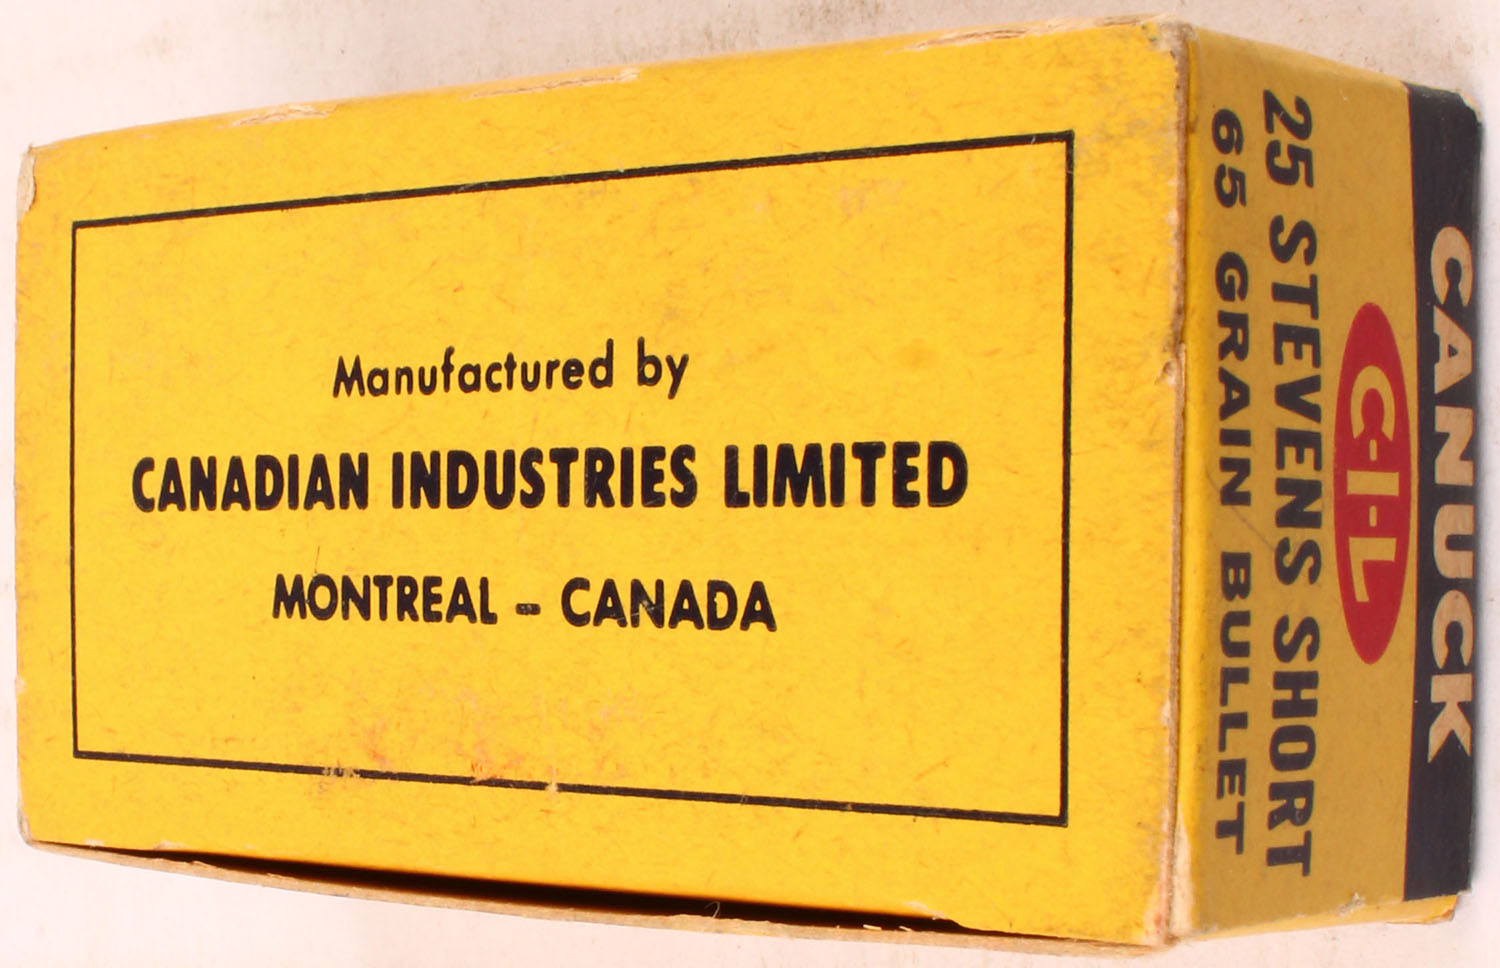 Manufactured by
CANADIAN INDUSTRIES LIMITED
MONTREAL - CANADA
CANUCK
C-I-L
25 STEVENS SHORT
65 GRAIN BULLET